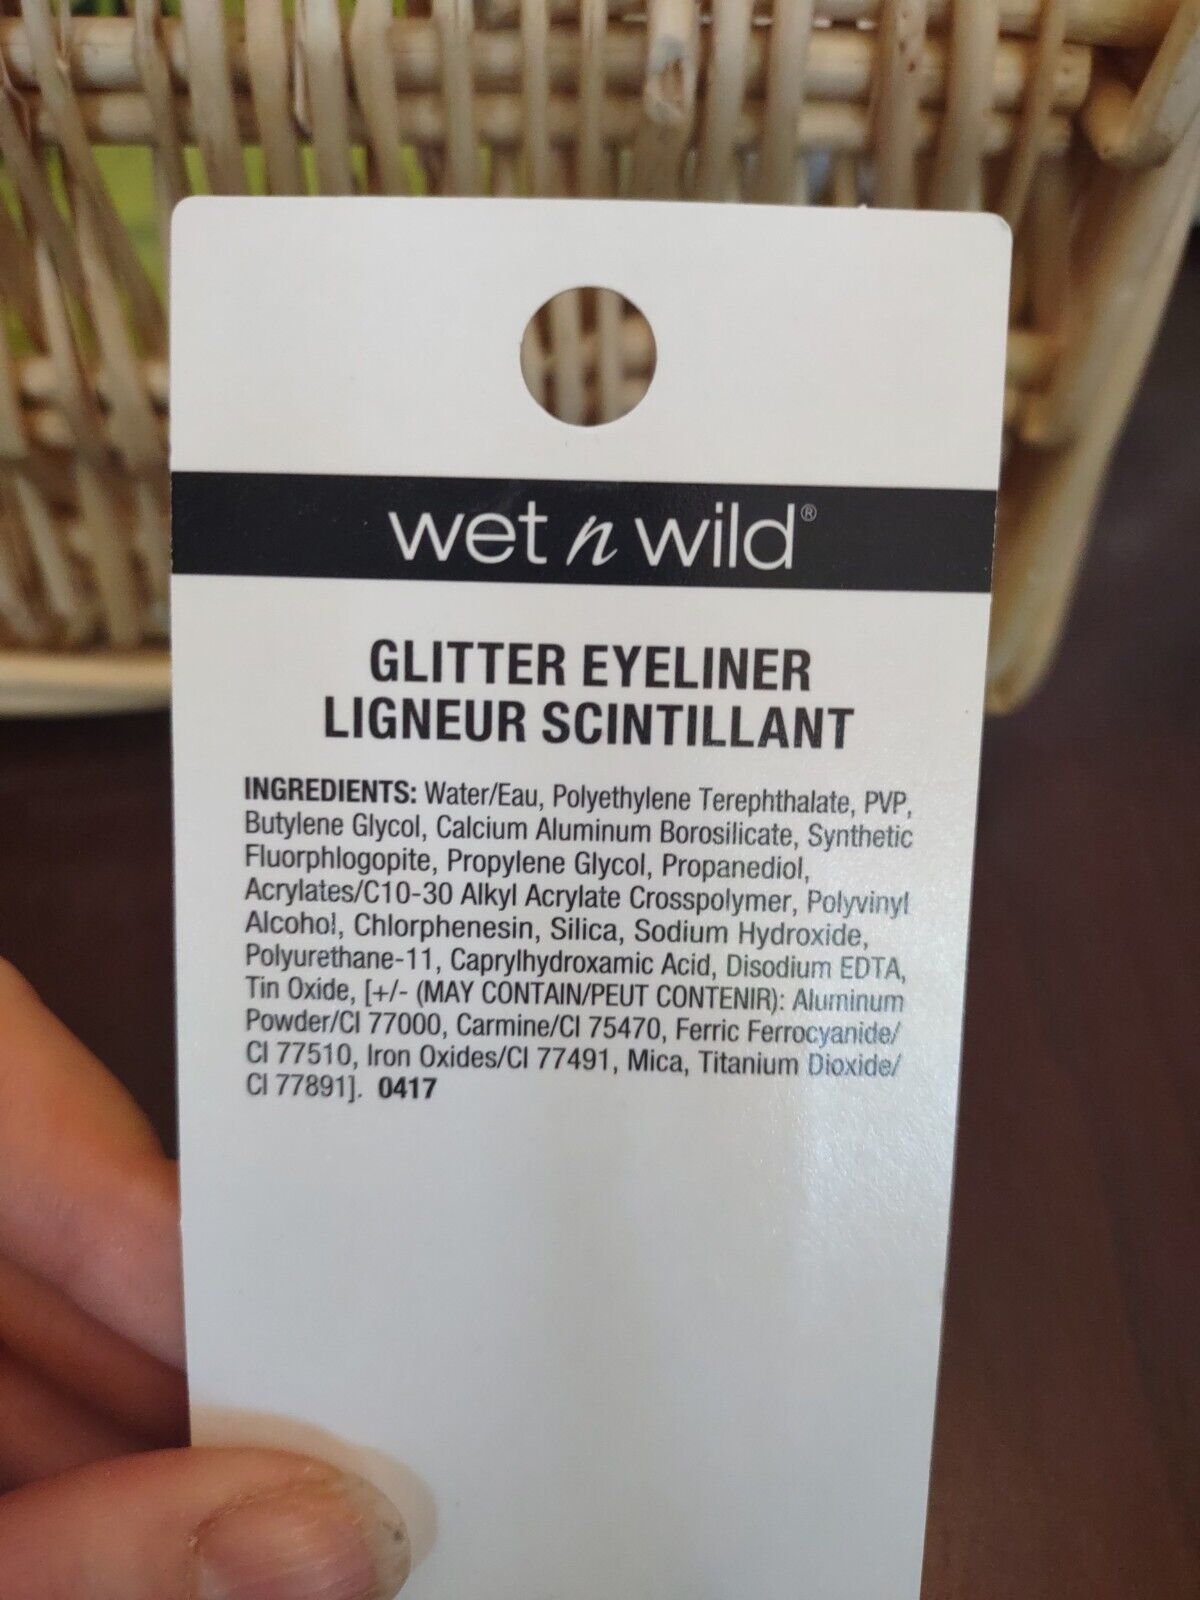 wet n wild®
GLITTER EYELINER
LIGNEUR SCINTILLANT
INGREDIENTS: Water/Eau, Polyethylene Terephthalate, PVP,
Butylene Glycol, Calcium Aluminum Borosilicate, Synthetic
Fluorphlogopite, Propylene Glycol, Propanediol,
Acrylates/C10-30 Alkyl Acrylate Crosspolymer, Polyvinyl
Alcohol, Chlorphenesin, Silica, Sodium Hydroxide,
Polyurethane-11, Caprylhydroxamic Acid, Disodium EDTA,
Tin Oxide, [+/- (MAY CONTAIN/PEUT CONTENIR): Aluminum
Powder/CI 77000, Carmine/CI 75470, Ferric Ferrocyanide/
CI 77510, Iron Oxides/CI 77491, Mica, Titanium Dioxide/
CI 77891]. 0417